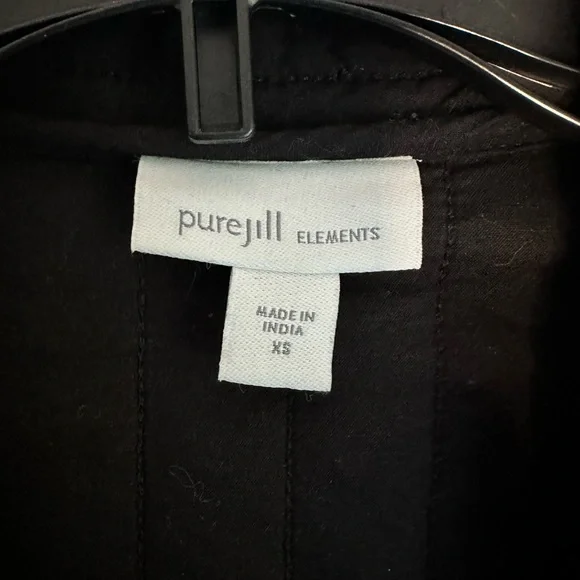 purejill ELEMENTS
MADE IN
INDIA
XS